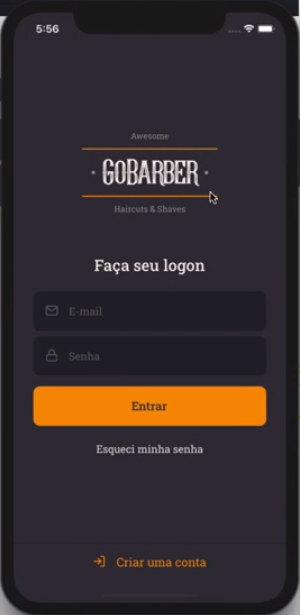 5:56
Awesome
GOBARBER
Haircuts & Shaves
Faça seu logon
E-mail
Senha
Entrar
Esqueci minha senha
Criar uma conta